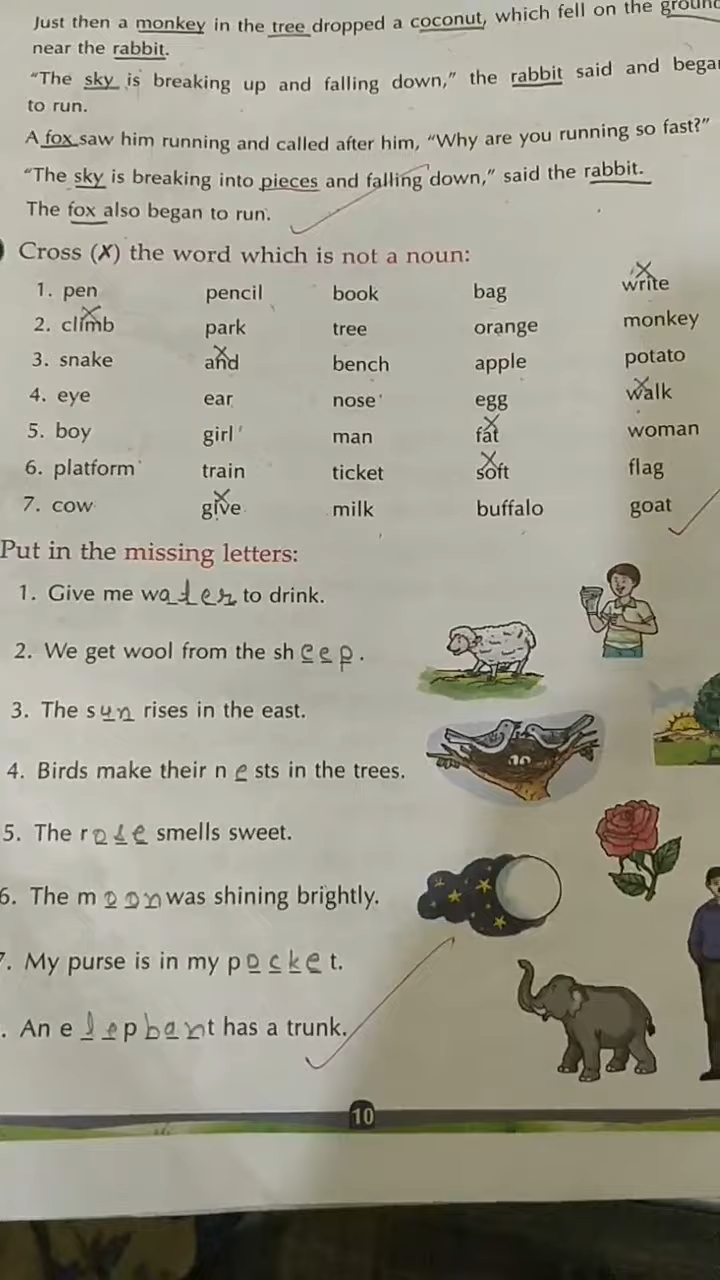 Just then a monkey in the tree dropped a coconut, which fell on the ground
near the rabbit.
"The sky is breaking up and falling down," the rabbit said and began
to run.
A fox saw him running and called after him, "Why are you running so fast?"
"The sky is breaking into pieces and falling down," said the rabbit.
The fox also began to run.
Cross (✗) the word which is not a noun:
1. pen pencil book bag write
2. climb park tree orange monkey
3. snake and bench apple potato
4. eye ear nose egg walk
5. boy girl man fat woman
6. platform train ticket soft flag
7. cow give milk buffalo goat
Put in the missing letters:
1. Give me water to drink.
2. We get wool from the sheep.
3. The sun rises in the east.
4. Birds make their nests in the trees.
5. The rose smells sweet.
6. The moon was shining brightly.
7. My purse is in my pocket.
. An elephant has a trunk.
10